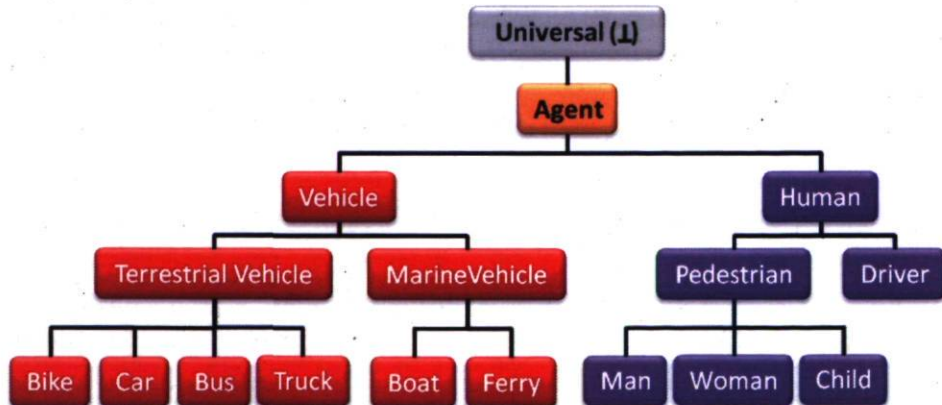 Universal (⊥)
Agent
Vehicle
Human
Terrestrial Vehicle
MarineVehicle
Pedestrian
Driver
Bike
Car
Bus
Truck
Boat
Ferry
Man
Woman
Child